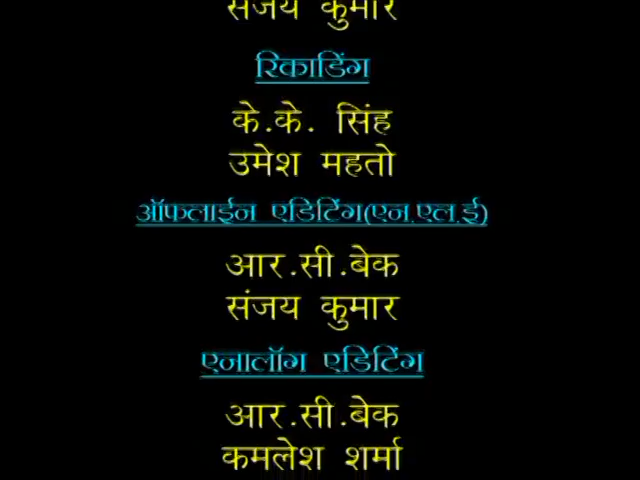 संजय कुमार
रिकार्डिंग
के.के. सिंह
उमेश महतो
ऑफलाईन एडिटिंग(एन.एल.ई)
आर.सी.बेक
संजय कुमार
एनालॉग एडिटिंग
आर.सी.बेक
कमलेश शर्मा